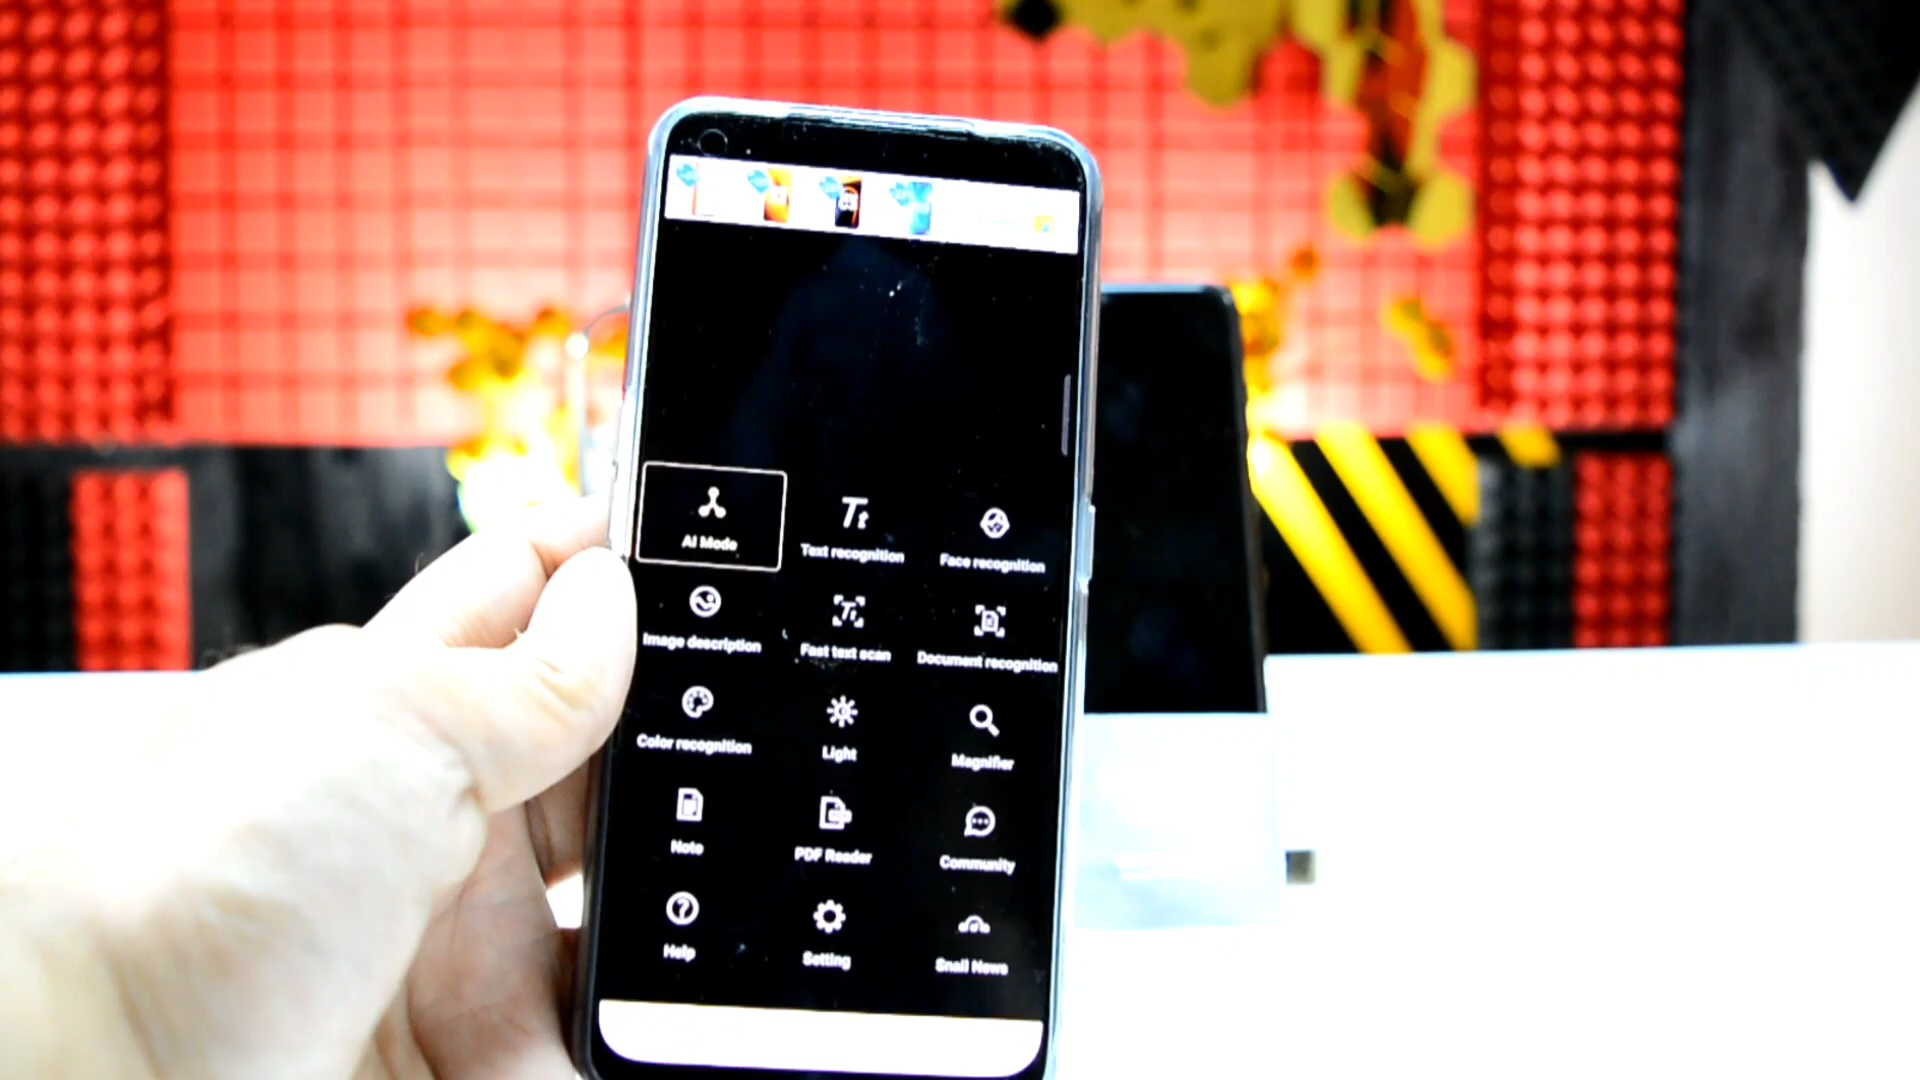 AI Mode
Text recognition
Face recognition
Image description
Fast text scan
Document recognition
Color recognition
Light
Magnifier
Note
PDF Reader
Community
Help
Setting
Snail News